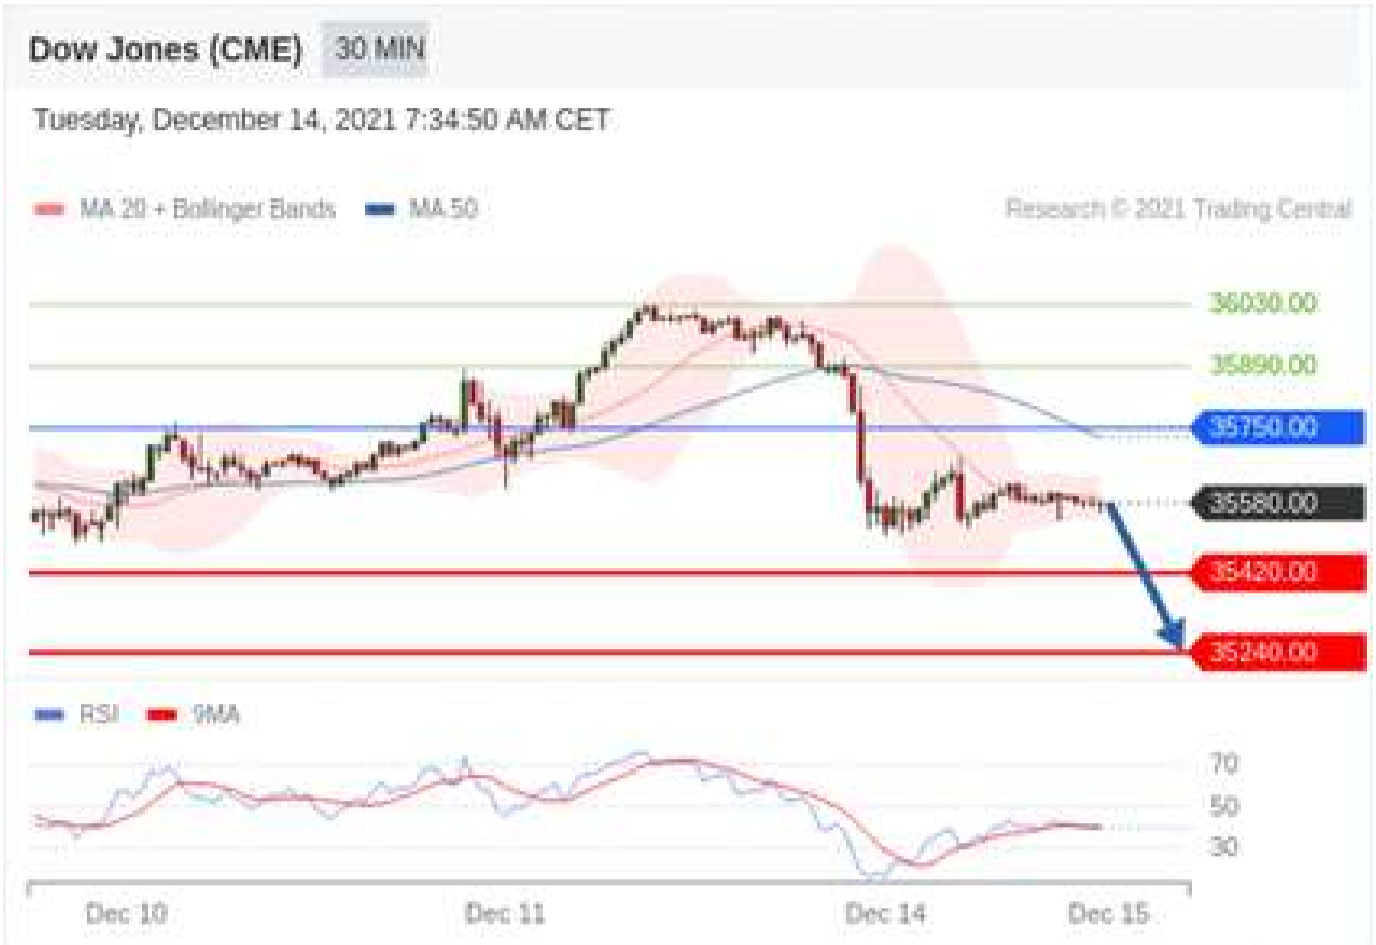 Dow Jones (CME) 30 MIN
Tuesday, December 14, 2021 7:34:50 AM CET
MA 20 + Bollinger Bands MA 50 Research © 2021 Trading Central
36030.00
35890.00
35750.00
35580.00
35420.00
35240.00
RSI 9MA
70
50
30
Dec 10 Dec 11 Dec 14 Dec 15